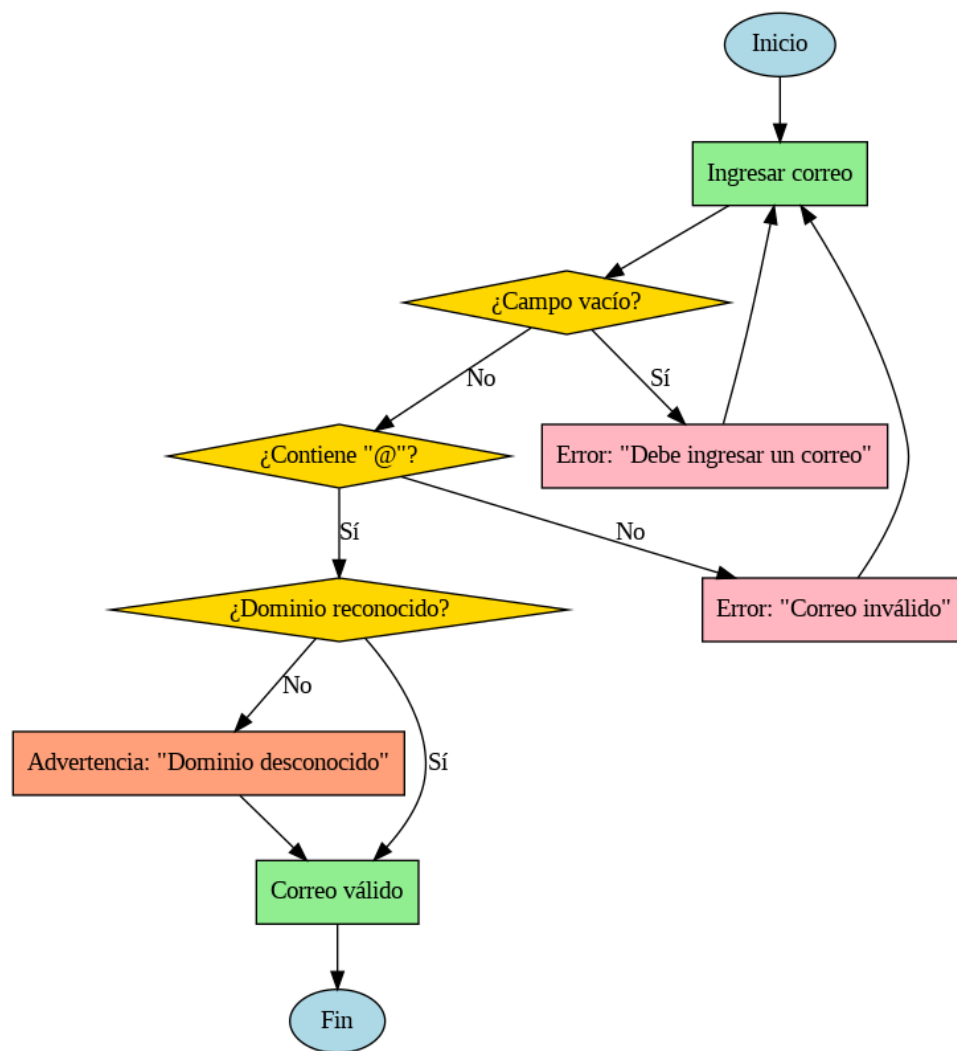 Inicio
Ingresar correo
¿Campo vacío?
No
Sí
¿Contiene "@"?
Error: "Debe ingresar un correo"
Sí
No
¿Dominio reconocido?
Error: "Correo inválido"
No
Advertencia: "Dominio desconocido"
Sí
Correo válido
Fin